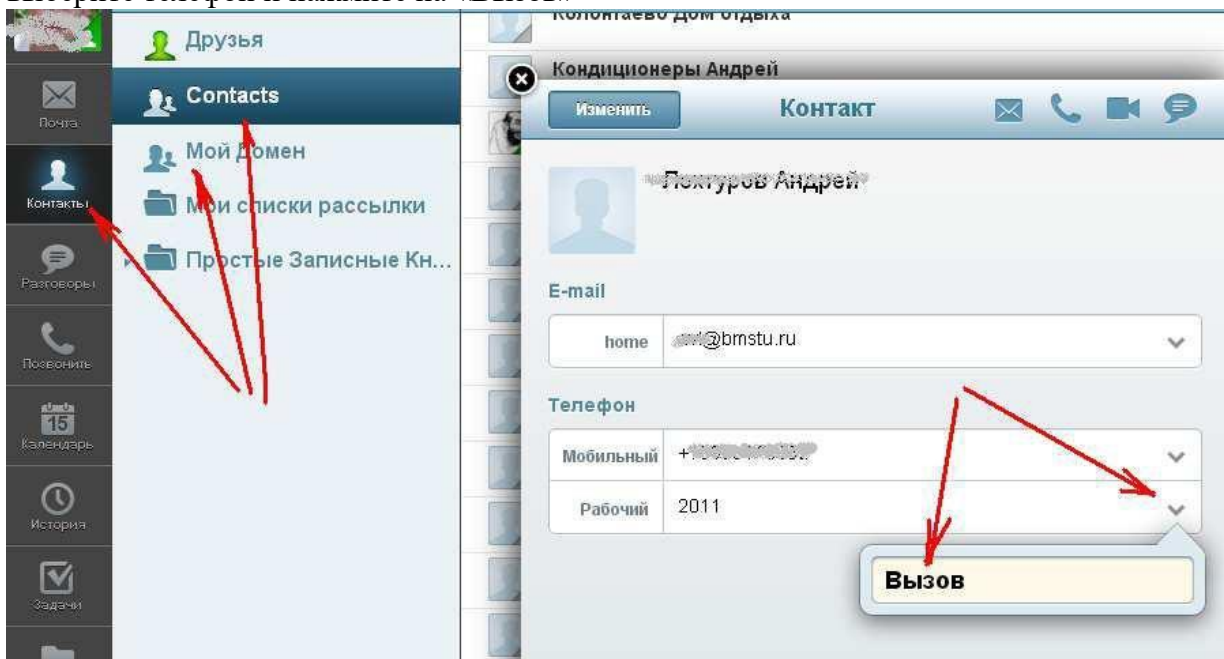 Колонтаево Дом отдыха
Кондиционеры Андрей
Друзья
Contacts
Мой Домен
Мои списки рассылки
Простые Записные Кн...
Почта
Контакты
Разговоры
Позвонить
15
Календарь
История
Задачи
Изменить
Контакт
Андрей
E-mail
home
@bmstu.ru
Телефон
Мобильный
Рабочий
2011
Вызов